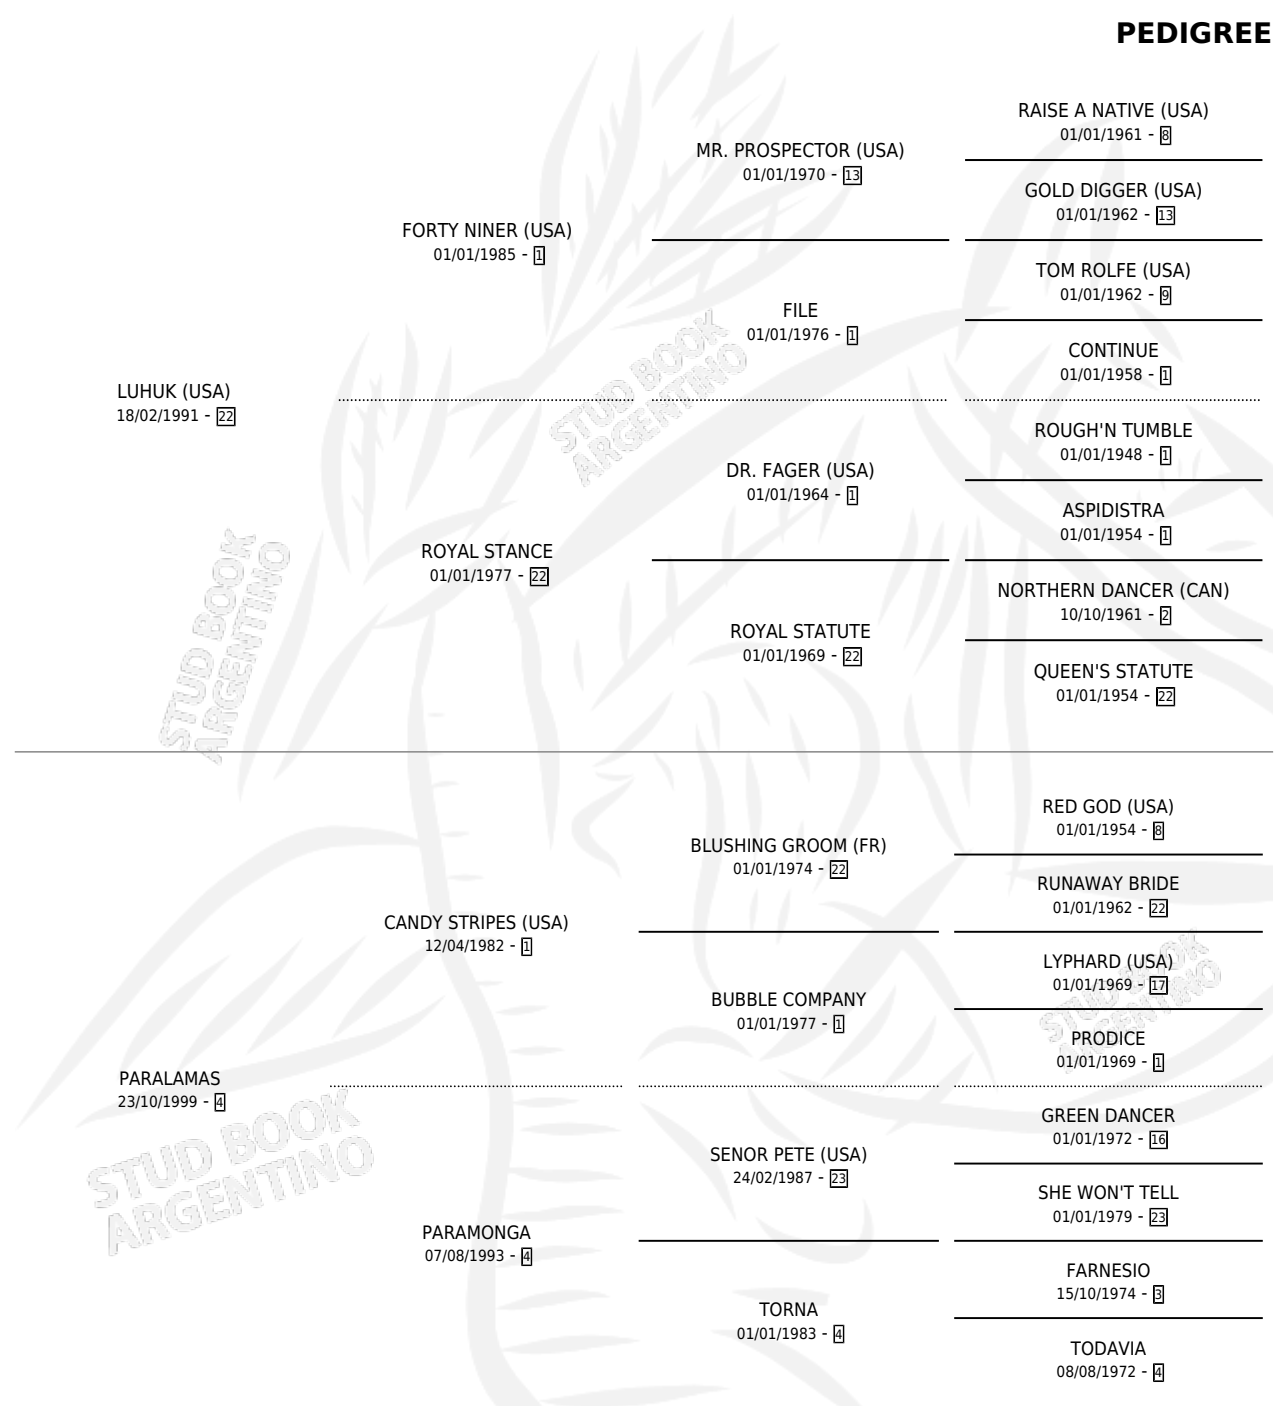 PEDIGREE
RAISE A NATIVE (USA)
01/01/1961 - 8
MR. PROSPECTOR (USA)
01/01/1970 - 13
GOLD DIGGER (USA)
01/01/1962 - 13
FORTY NINER (USA)
01/01/1985 - 1
TOM ROLFE (USA)
01/01/1962 - 9
FILE
01/01/1976 - 1
CONTINUE
01/01/1958 - 1
LUHUK (USA)
18/02/1991 - 22
ROUGH'N TUMBLE
01/01/1948 - 1
DR. FAGER (USA)
01/01/1964 - 1
ASPIDISTRA
01/01/1954 - 1
ROYAL STANCE
01/01/1977 - 22
NORTHERN DANCER (CAN)
10/10/1961 - 2
ROYAL STATUTE
01/01/1969 - 22
QUEEN'S STATUTE
01/01/1954 - 22
RED GOD (USA)
01/01/1954 - 8
BLUSHING GROOM (FR)
01/01/1974 - 22
RUNAWAY BRIDE
01/01/1962 - 22
CANDY STRIPES (USA)
12/04/1982 - 1
LYPHARD (USA)
01/01/1969 - 17
BUBBLE COMPANY
01/01/1977 - 1
PRODICE
01/01/1969 - 1
PARALAMAS
23/10/1999 - 4
GREEN DANCER
01/01/1972 - 16
SENOR PETE (USA)
24/02/1987 - 23
SHE WON'T TELL
01/01/1979 - 23
PARAMONGA
07/08/1993 - 4
FARNESIO
15/10/1974 - 3
TORNA
01/01/1983 - 4
TODAVIA
08/08/1972 - 4
STUD BOOK
ARGENTINO
STUD BOOK
ARGENTINO
STUD BOOK
ARGENTINO
STUD BOOK
ARGENTINO